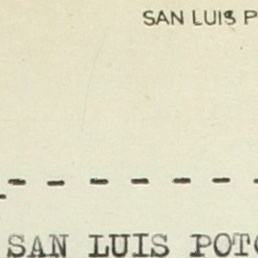 SAN LUIS P
- - - - - - -
SAN LUIS POTO